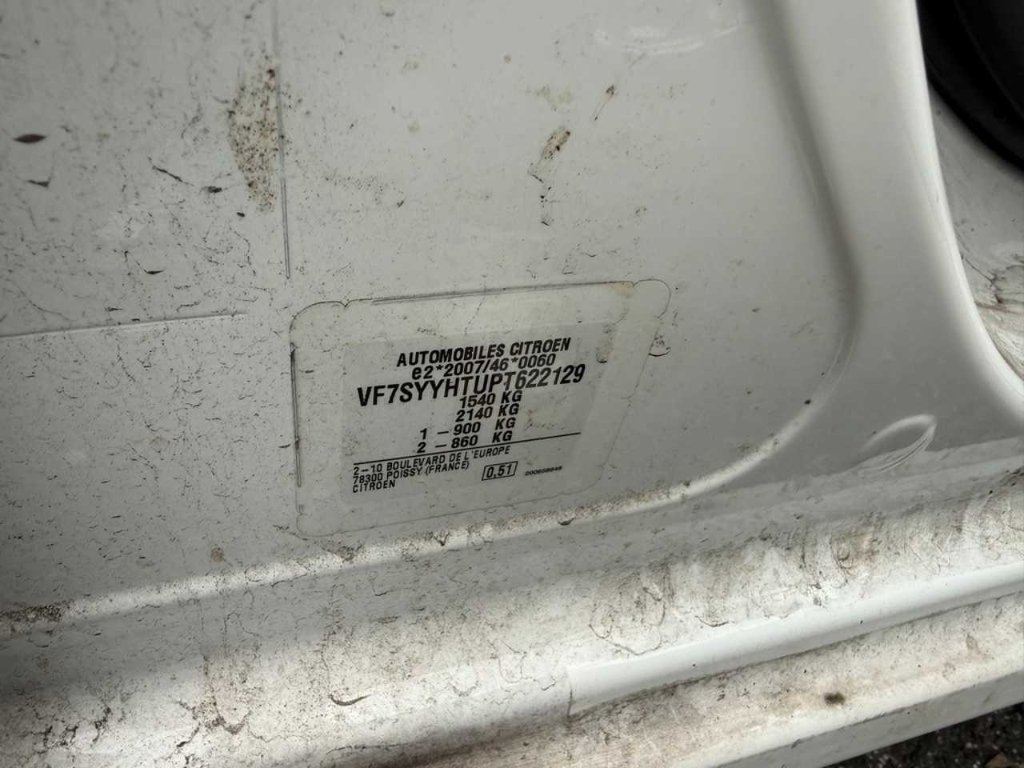 AUTOMOBILES CITROEN
e2*2007/46*0060
VF7SYYHTUPT622129
1540 KG
2140 KG
1-900 KG
2-860 KG
2-10 BOULEVARD DE L'EUROPE
78300 POISSY (FRANCE)
CITROEN
0,51